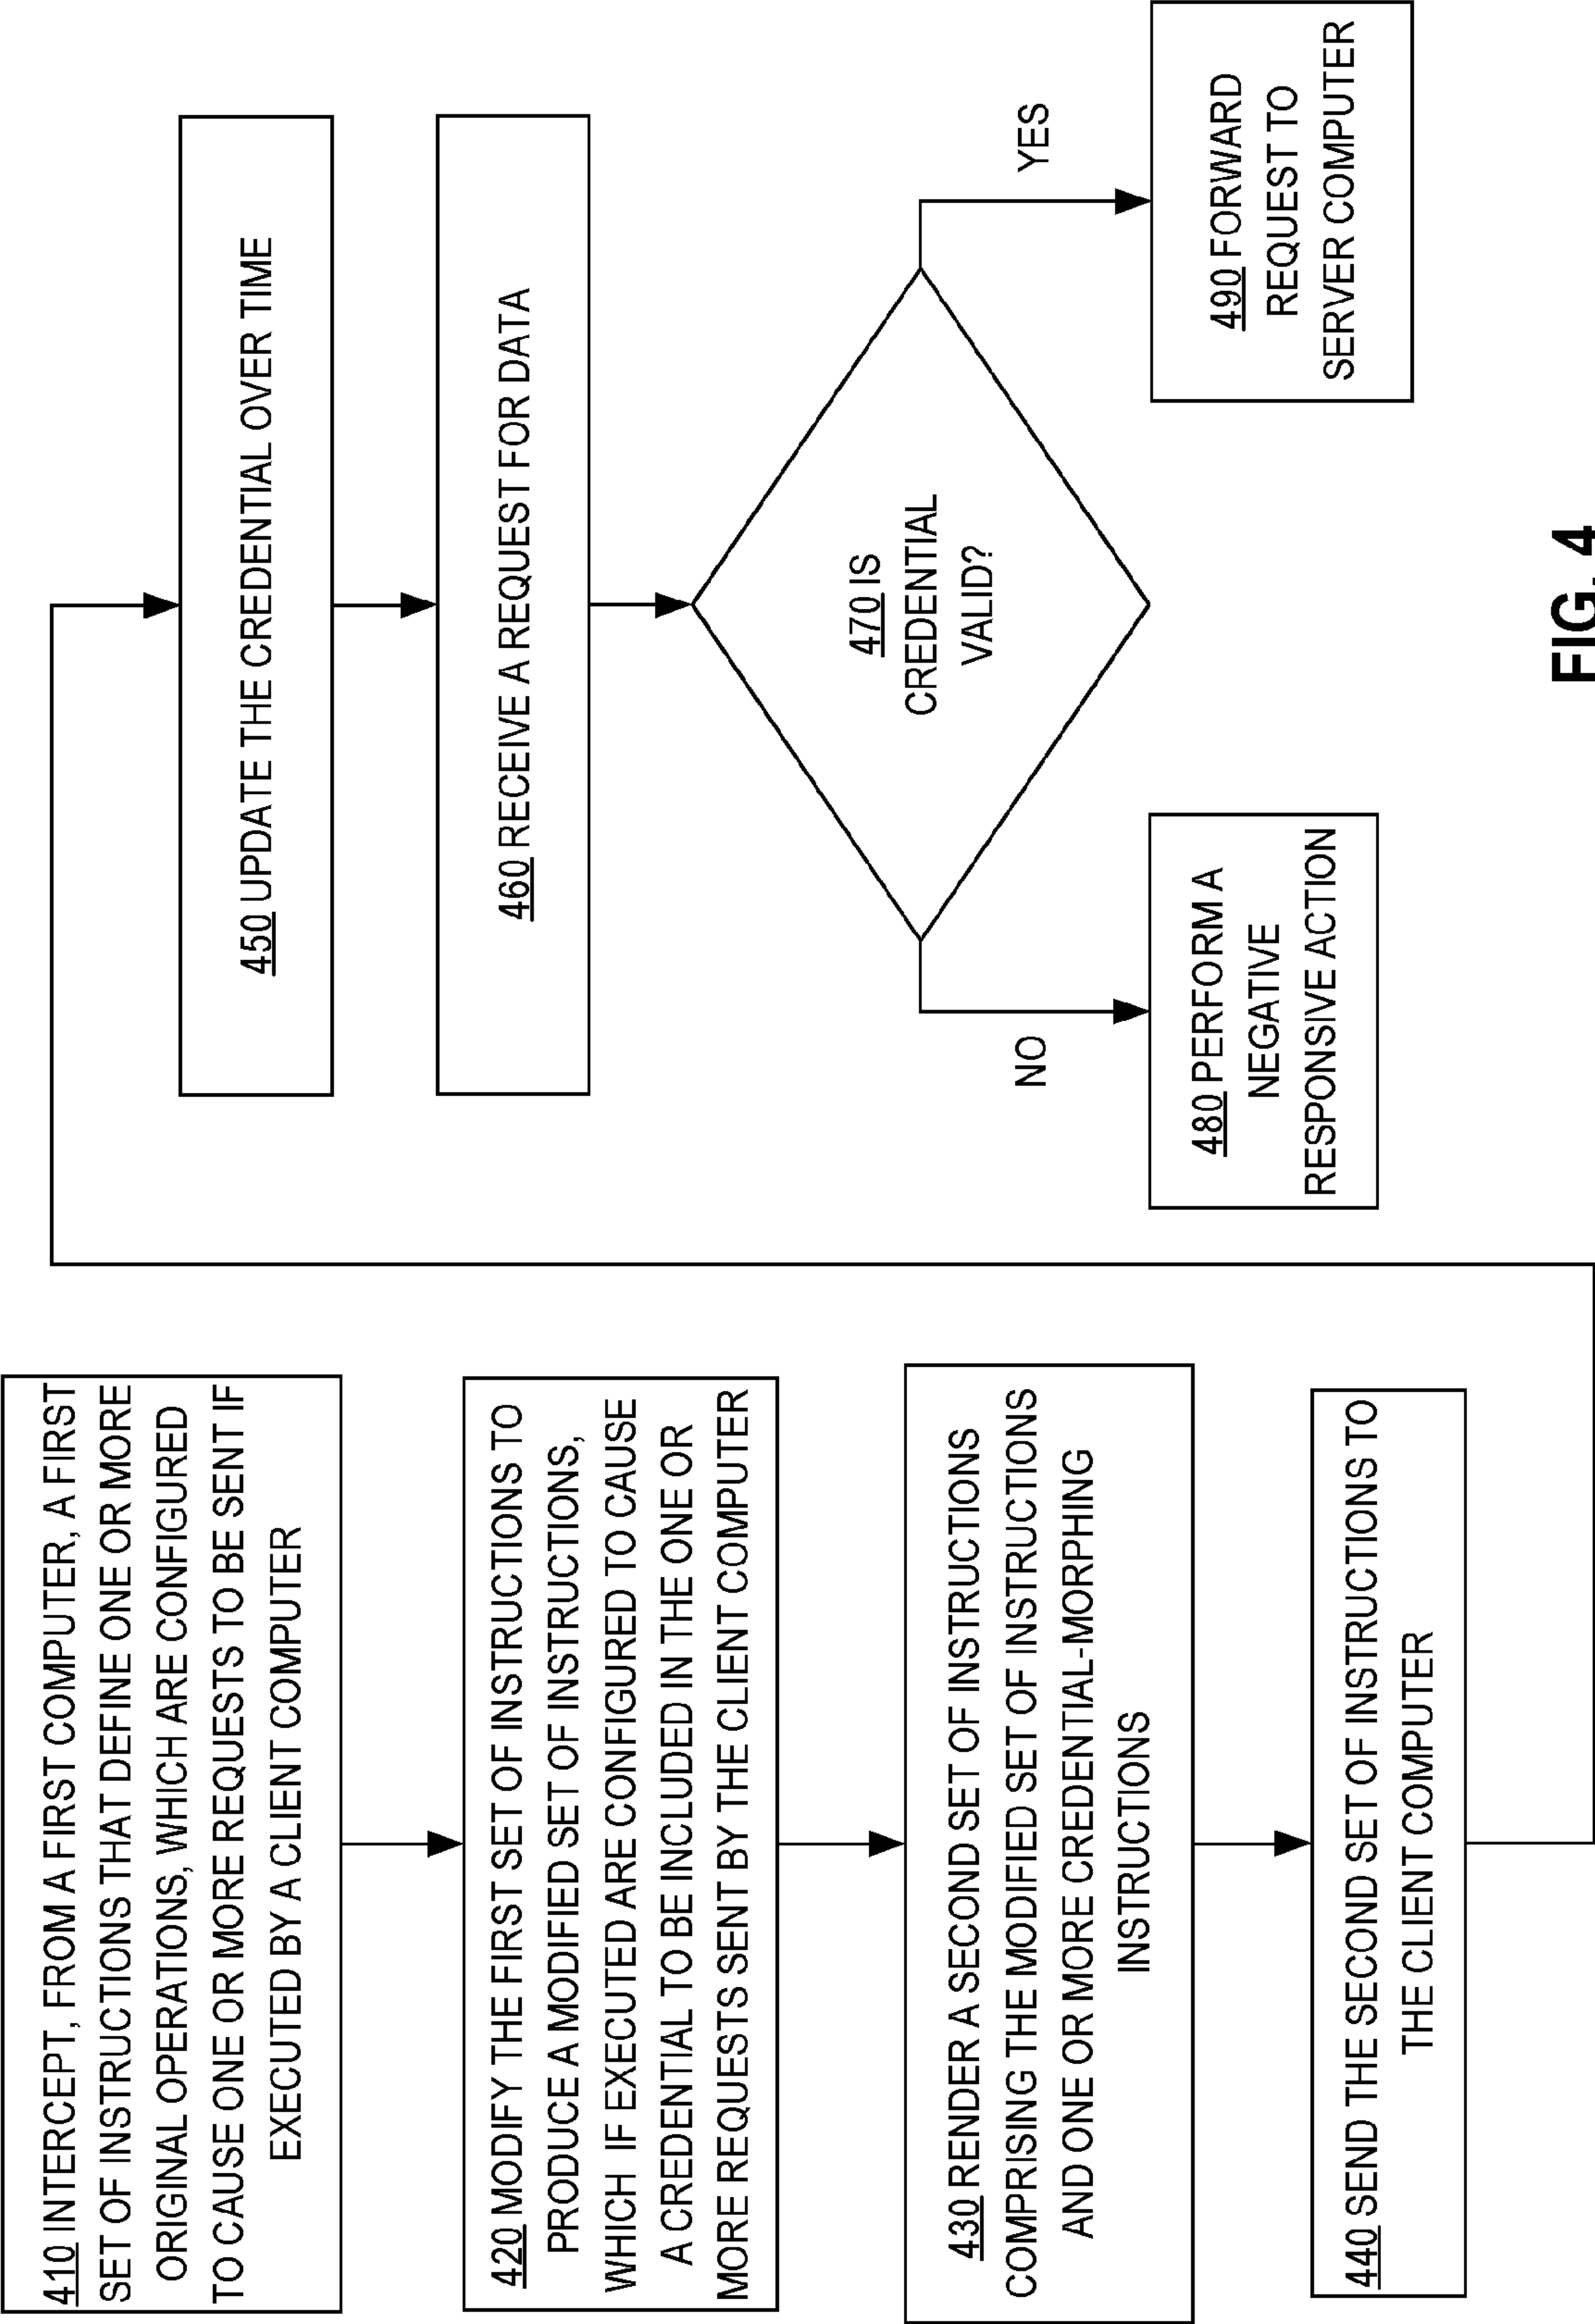 410 INTERCEPT, FROM A FIRST COMPUTER, A FIRST
SET OF INSTRUCTIONS THAT DEFINE ONE OR MORE
ORIGINAL OPERATIONS, WHICH ARE CONFIGURED
TO CAUSE ONE OR MORE REQUESTS TO BE SENT IF
EXECUTED BY A CLIENT COMPUTER
420 MODIFY THE FIRST SET OF INSTRUCTIONS TO
PRODUCE A MODIFIED SET OF INSTRUCTIONS,
WHICH IF EXECUTED ARE CONFIGURED TO CAUSE
A CREDENTIAL TO BE INCLUDED IN THE ONE OR
MORE REQUESTS SENT BY THE CLIENT COMPUTER
430 RENDER A SECOND SET OF INSTRUCTIONS
COMPRISING THE MODIFIED SET OF INSTRUCTIONS
AND ONE OR MORE CREDENTIAL-MORPHING
INSTRUCTIONS
440 SEND THE SECOND SET OF INSTRUCTIONS TO
THE CLIENT COMPUTER
450 UPDATE THE CREDENTIAL OVER TIME
460 RECEIVE A REQUEST FOR DATA
470 IS
CREDENTIAL
VALID?
NO
YES
480 PERFORM A
NEGATIVE
RESPONSIVE ACTION
490 FORWARD
REQUEST TO
SERVER COMPUTER
FIG. 4